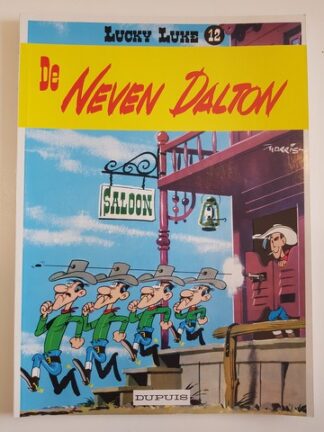 LUCKY LUKE 12
De
NEVEN DALTON
MORRIS
SALOON
DUPUIS